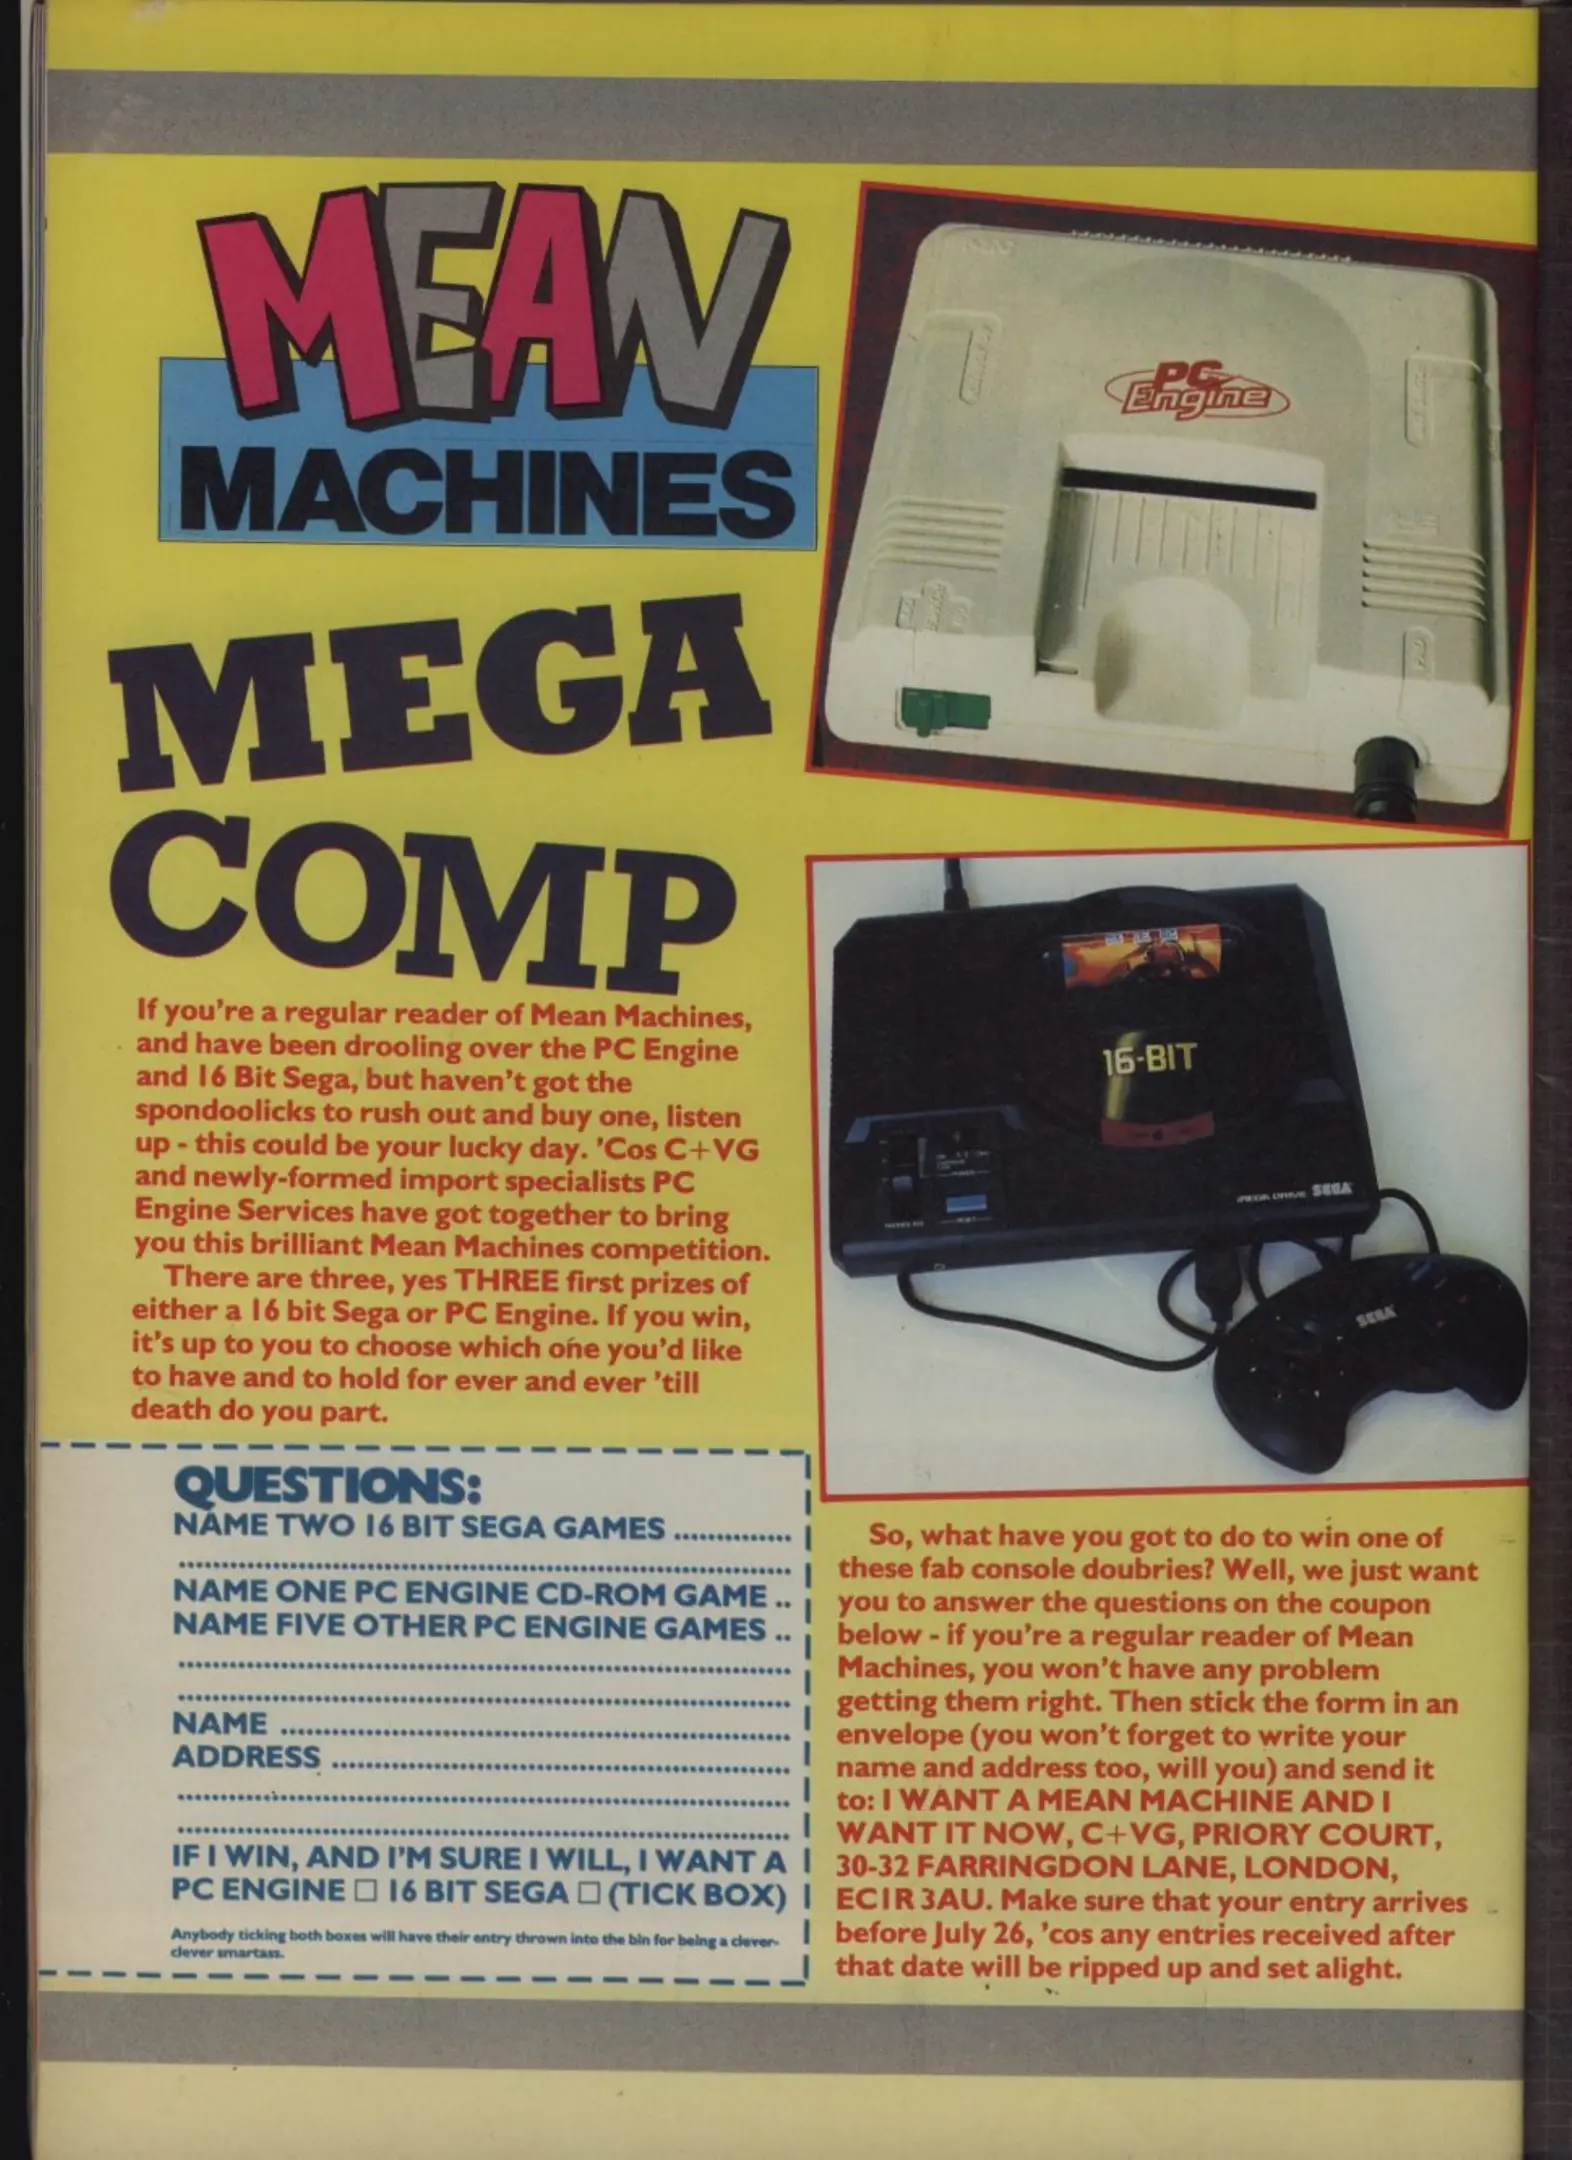 MEAN
MACHINES
MEGA
COMP
PC
Engine
16-BIT
MEGA DRIVE SEGA
SEGA
If you're a regular reader of Mean Machines,
and have been drooling over the PC Engine
and 16 Bit Sega, but haven't got the
spondoolicks to rush out and buy one, listen
up - this could be your lucky day. 'Cos C+VG
and newly-formed import specialists PC
Engine Services have got together to bring
you this brilliant Mean Machines competition.
There are three, yes THREE first prizes of
either a 16 bit Sega or PC Engine. If you win,
it's up to you to choose which one you'd like
to have and to hold for ever and ever 'till
death do you part.
QUESTIONS:
NAME TWO 16 BIT SEGA GAMES ..............
NAME ONE PC ENGINE CD-ROM GAME ..
NAME FIVE OTHER PC ENGINE GAMES ..
NAME ..............
ADDRESS ..............
IF I WIN, AND I'M SURE I WILL, I WANT A
PC ENGINE □ 16 BIT SEGA □ (TICK BOX)
Anybody ticking both boxes will have their entry thrown into the bin for being a clever-
clever smartass.
So, what have you got to do to win one of
these fab console doubries? Well, we just want
you to answer the questions on the coupon
below - if you're a regular reader of Mean
Machines, you won't have any problem
getting them right. Then stick the form in an
envelope (you won't forget to write your
name and address too, will you) and send it
to: I WANT A MEAN MACHINE AND I
WANT IT NOW, C+VG, PRIORY COURT,
30-32 FARRINGDON LANE, LONDON,
EC1R 3AU. Make sure that your entry arrives
before July 26, 'cos any entries received after
that date will be ripped up and set alight.